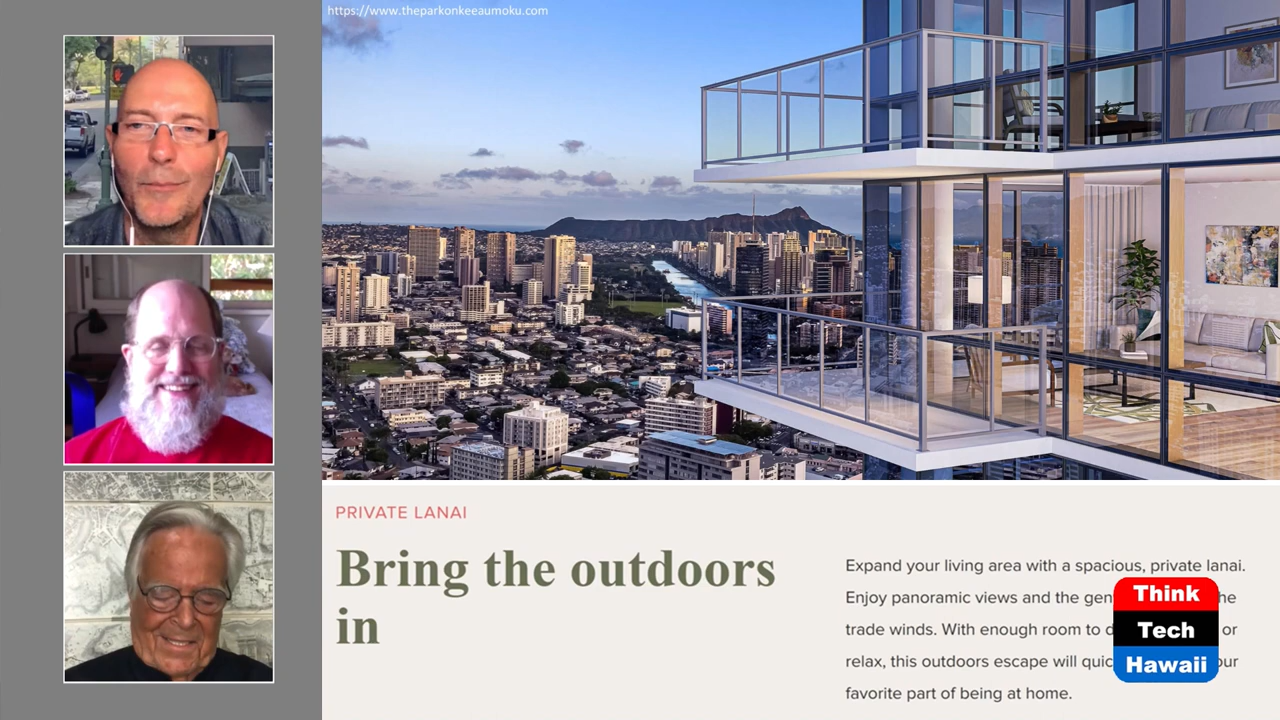 https://www.theparkonkeeaumoku.com
PRIVATE LANAI
Bring the outdoors
in
Expand your living area with a spacious, private lanai.
Enjoy panoramic views and the
trade winds. With enough room to or
relax, this outdoors escape will
favorite part of being at home.
Think
Tech
Hawaii